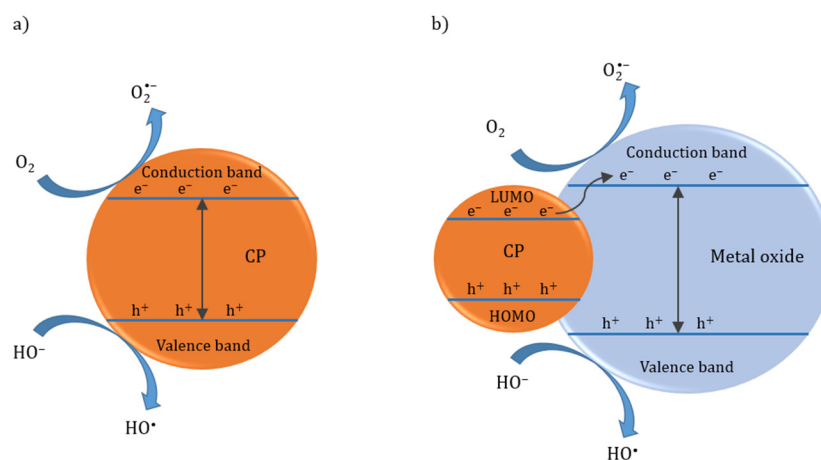 a)
O₂•⁻
O₂
Conduction band
e⁻ e⁻ e⁻
CP
h⁺ h⁺ h⁺
Valence band
HO⁻
HO•
b)
O₂•⁻
O₂
Conduction band
e⁻ e⁻ e⁻
LUMO
e⁻ e⁻ e⁻
CP
Metal oxide
h⁺ h⁺ h⁺
HOMO
h⁺ h⁺ h⁺
Valence band
HO⁻
HO•